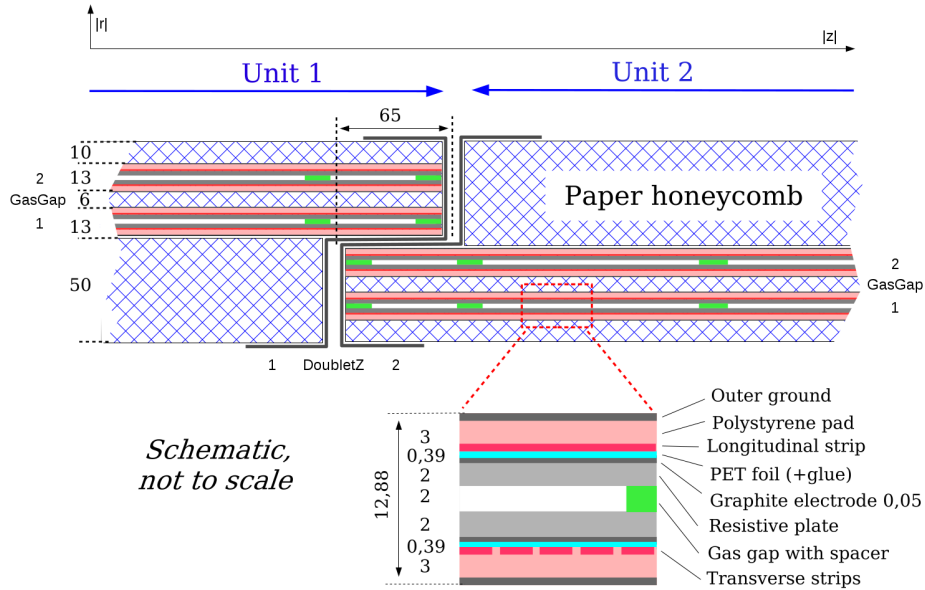 |r|
|z|
Unit 1
Unit 2
65
10
2
13
GasGap
6
1
13
Paper honeycomb
50
2
GasGap
1
1
DoubletZ
2
Schematic,
not to scale
12,88
3
0,39
2
2
2
0,39
3
Outer ground
Polystyrene pad
Longitudinal strip
PET foil (+glue)
Graphite electrode 0,05
Resistive plate
Gas gap with spacer
Transverse strips